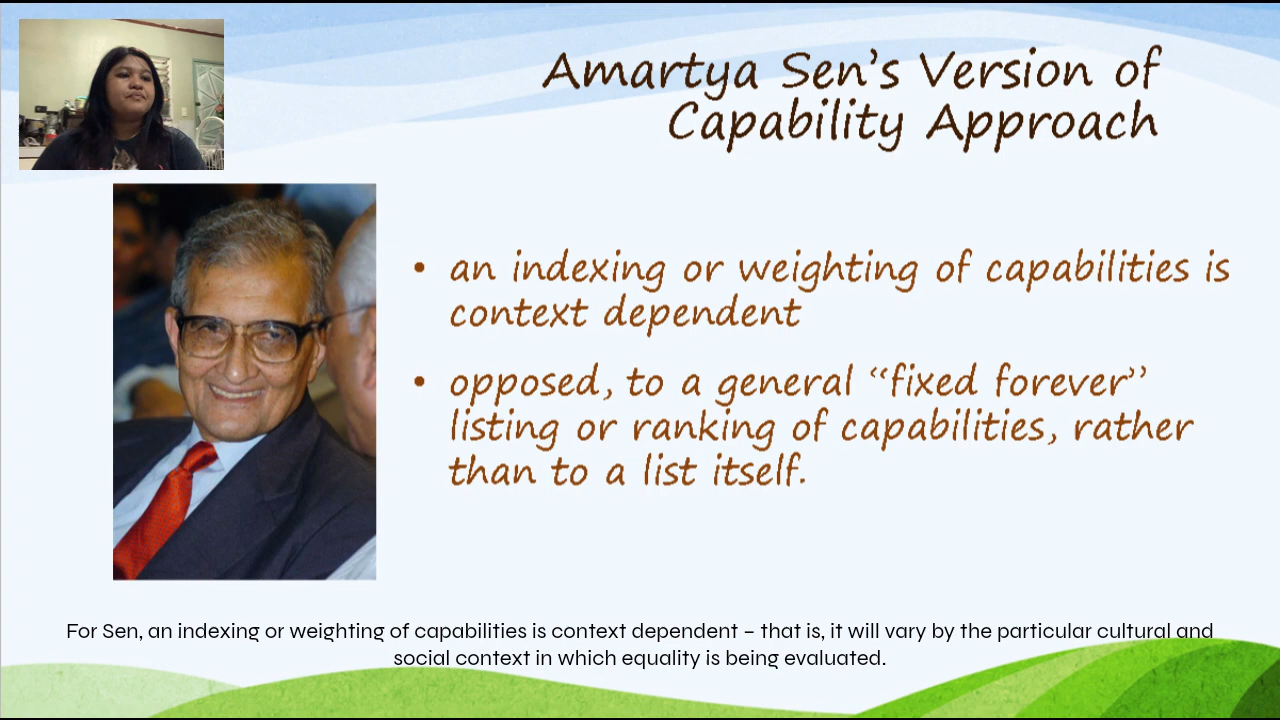 Amartya Sen's Version of
Capability Approach
• an indexing or weighting of capabilities is
context dependent
• opposed, to a general “fixed forever”
listing or ranking of capabilities, rather
than to a list itself.
For Sen, an indexing or weighting of capabilities is context dependent – that is, it will vary by the particular cultural and
social context in which equality is being evaluated.